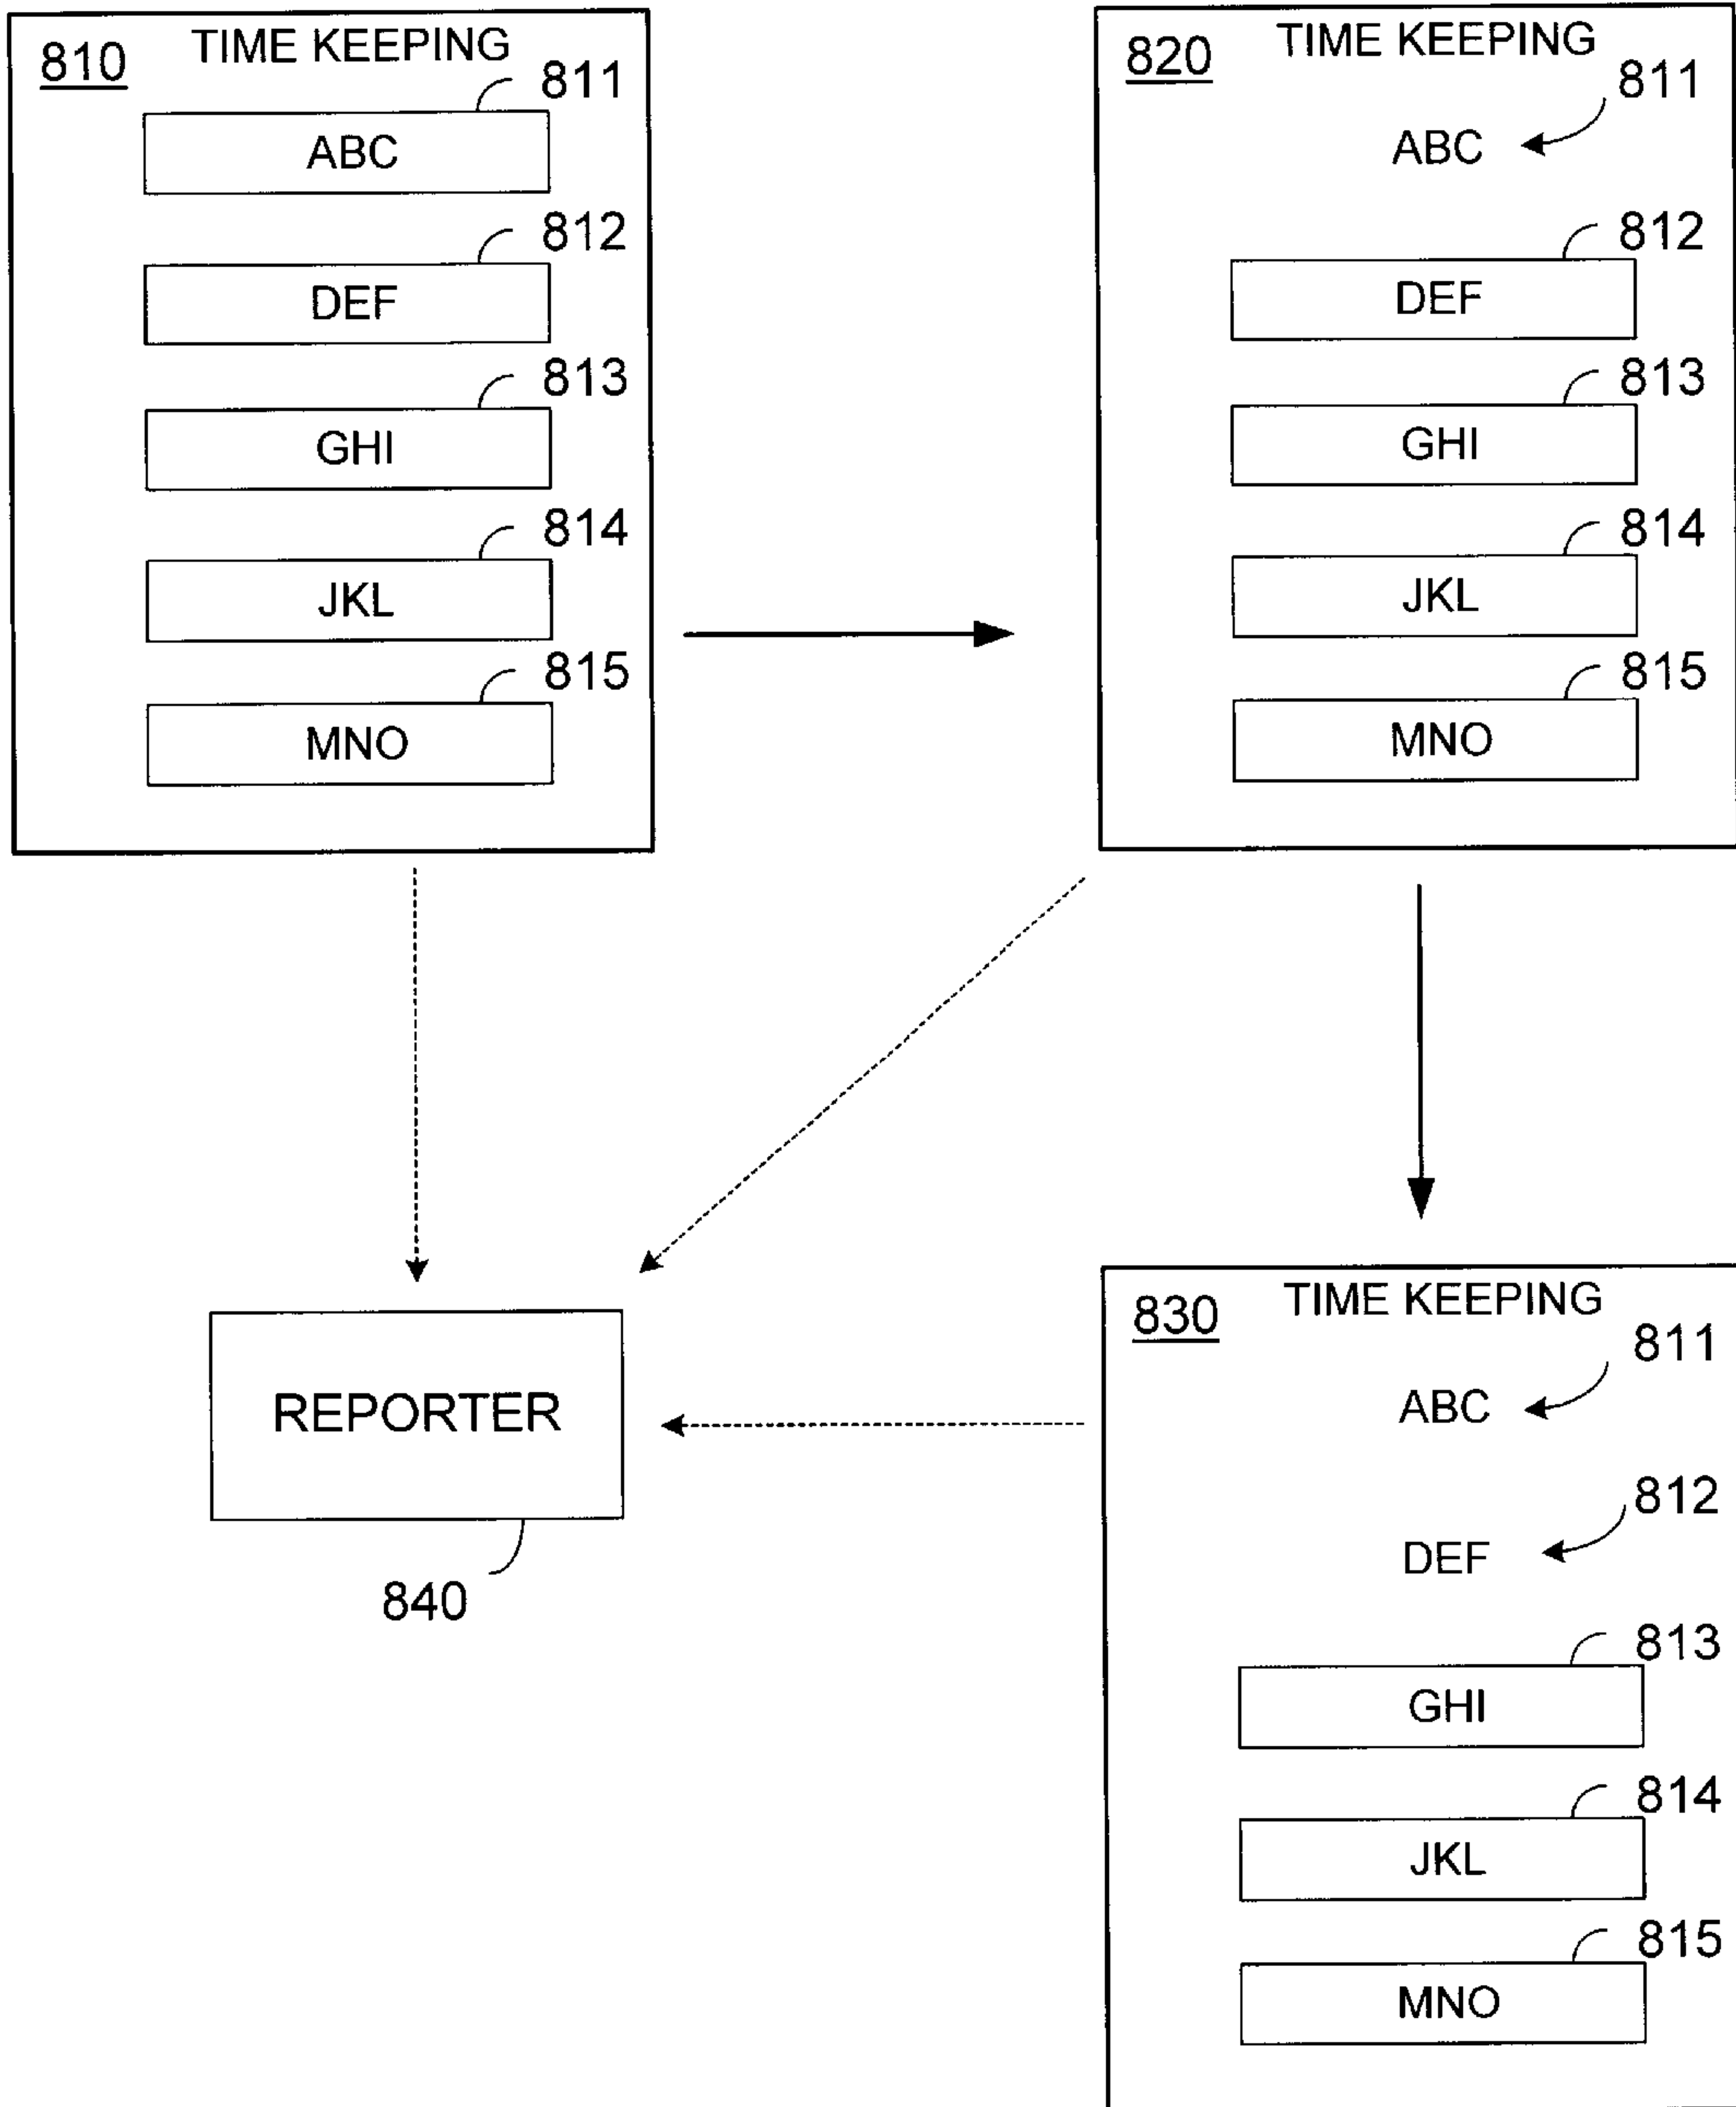 810
TIME KEEPING
811
ABC
812
DEF
813
GHI
814
JKL
815
MNO
820
TIME KEEPING
811
ABC
812
DEF
813
GHI
814
JKL
815
MNO
REPORTER
840
830
TIME KEEPING
811
ABC
812
DEF
813
GHI
814
JKL
815
MNO